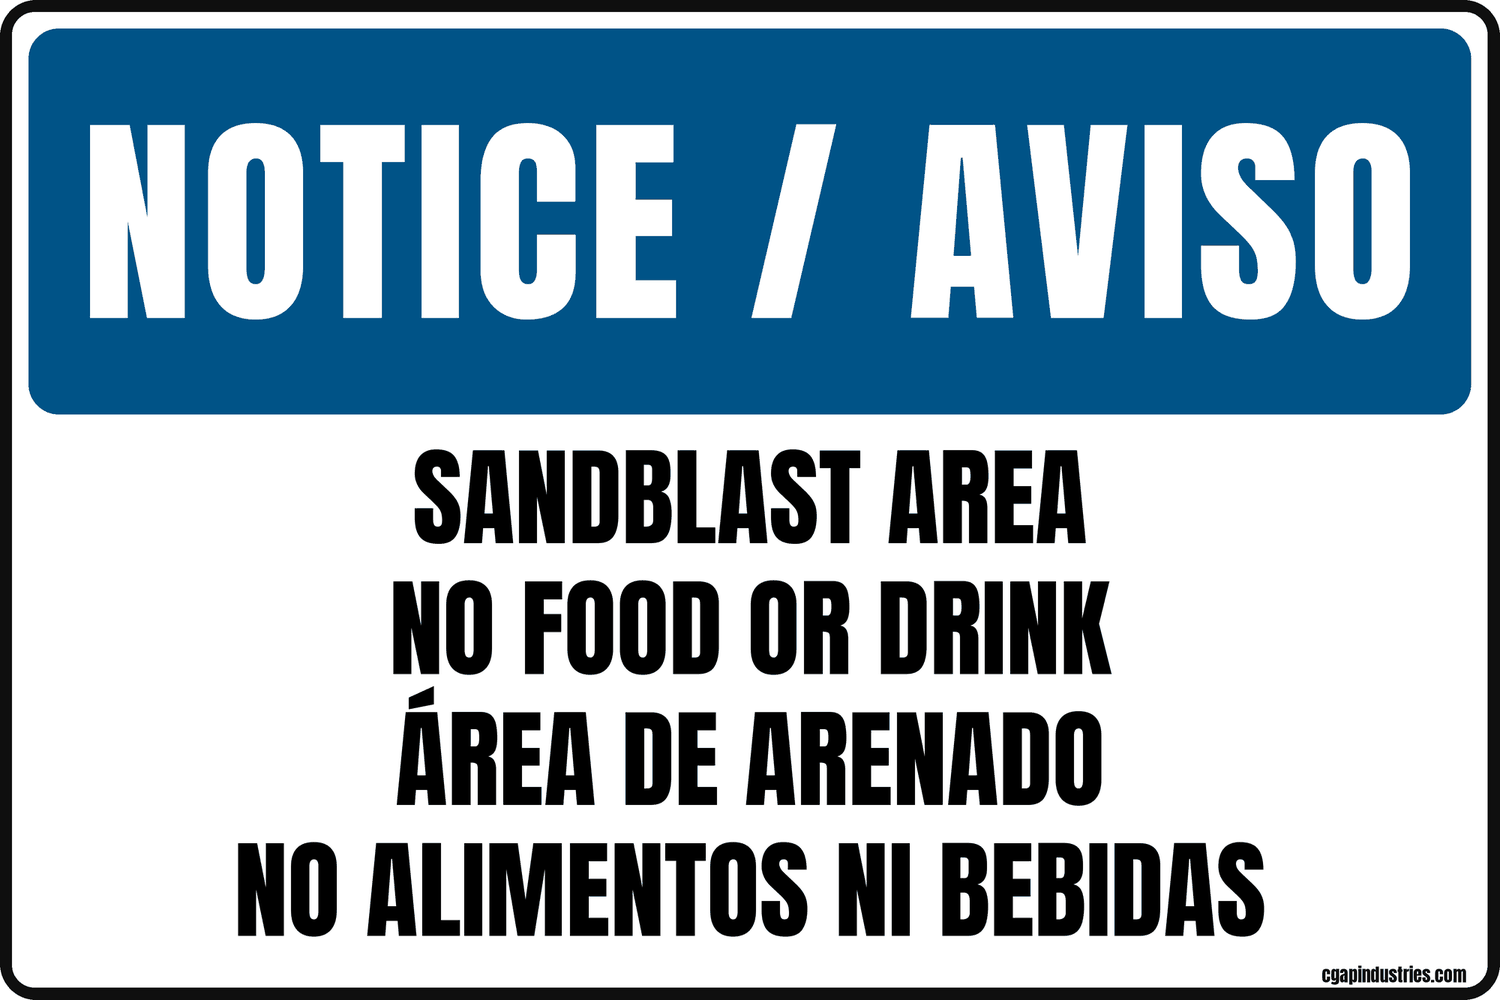 NOTICE / AVISO
SANDBLAST AREA
NO FOOD OR DRINK
ÁREA DE ARENADO
NO ALIMENTOS NI BEBIDAS
cgapindustries.com